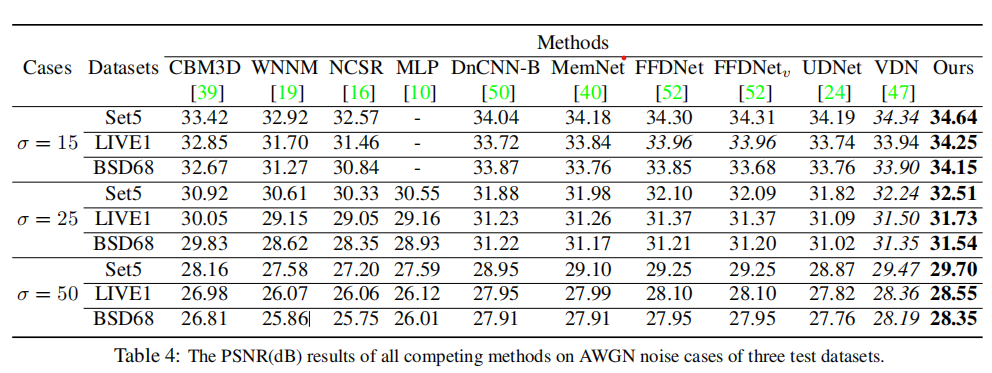 Methods
Cases Datasets CBM3D WNNM NCSR MLP DnCNN-B MemNet FFDNet FFDNetᵥ UDNet VDN Ours
[39] [19] [16] [10] [50] [40] [52] [52] [24] [47]
Set5 33.42 32.92 32.57 - 34.04 34.18 34.30 34.31 34.19 34.34 34.64
σ = 15 LIVE1 32.85 31.70 31.46 - 33.72 33.84 33.96 33.96 33.74 33.94 34.25
BSD68 32.67 31.27 30.84 - 33.87 33.76 33.85 33.68 33.76 33.90 34.15
Set5 30.92 30.61 30.33 30.55 31.88 31.98 32.10 32.09 31.82 32.24 32.51
σ = 25 LIVE1 30.05 29.15 29.05 29.16 31.23 31.26 31.37 31.37 31.09 31.50 31.73
BSD68 29.83 28.62 28.35 28.93 31.22 31.17 31.21 31.20 31.02 31.35 31.54
Set5 28.16 27.58 27.20 27.59 28.95 29.10 29.25 29.25 28.87 29.47 29.70
σ = 50 LIVE1 26.98 26.07 26.06 26.12 27.95 27.99 28.10 28.10 27.82 28.36 28.55
BSD68 26.81 25.86 25.75 26.01 27.91 27.91 27.95 27.95 27.76 28.19 28.35
Table 4: The PSNR(dB) results of all competing methods on AWGN noise cases of three test datasets.